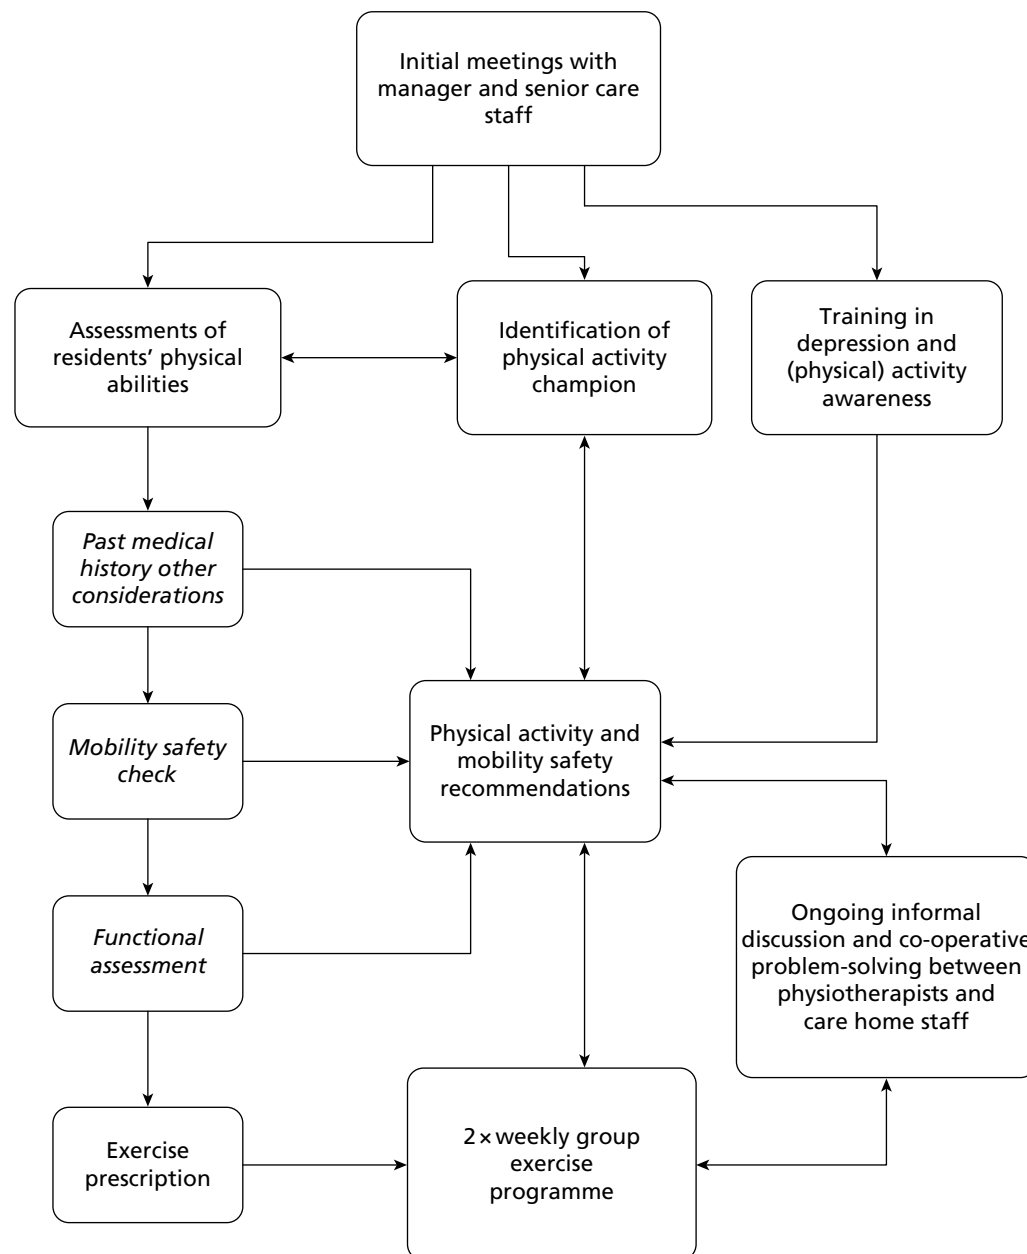 Initial meetings with
manager and senior care
staff
Assessments of
residents’ physical
abilities
Identification of
physical activity
champion
Training in
depression and
(physical) activity
awareness
Past medical
history other
considerations
Mobility safety
check
Physical activity and
mobility safety
recommendations
Functional
assessment
Ongoing informal
discussion and co-operative
problem-solving between
physiotherapists and
care home staff
Exercise
prescription
2 × weekly group
exercise
programme